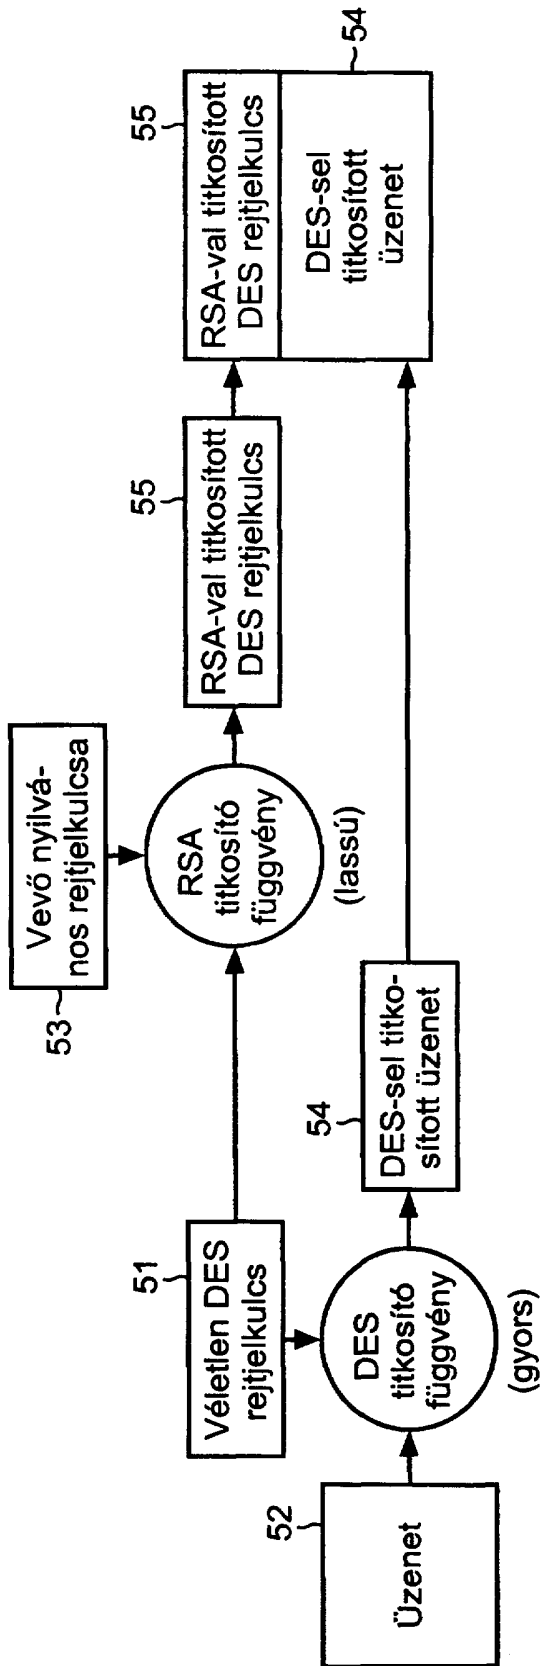 52
Üzenet
51
Véletlen DES
rejtjelkulcs
DES
titkosító
függvény
(gyors)
53
Vevő nyilvá-
nos rejtjelkulcsa
RSA
titkosító
függvény
(lassú)
54
DES-sel titko-
sított üzenet
55
RSA-val titkosított
DES rejtjelkulcs
55
RSA-val titkosított
DES rejtjelkulcs
54
DES-sel
titkosított
üzenet